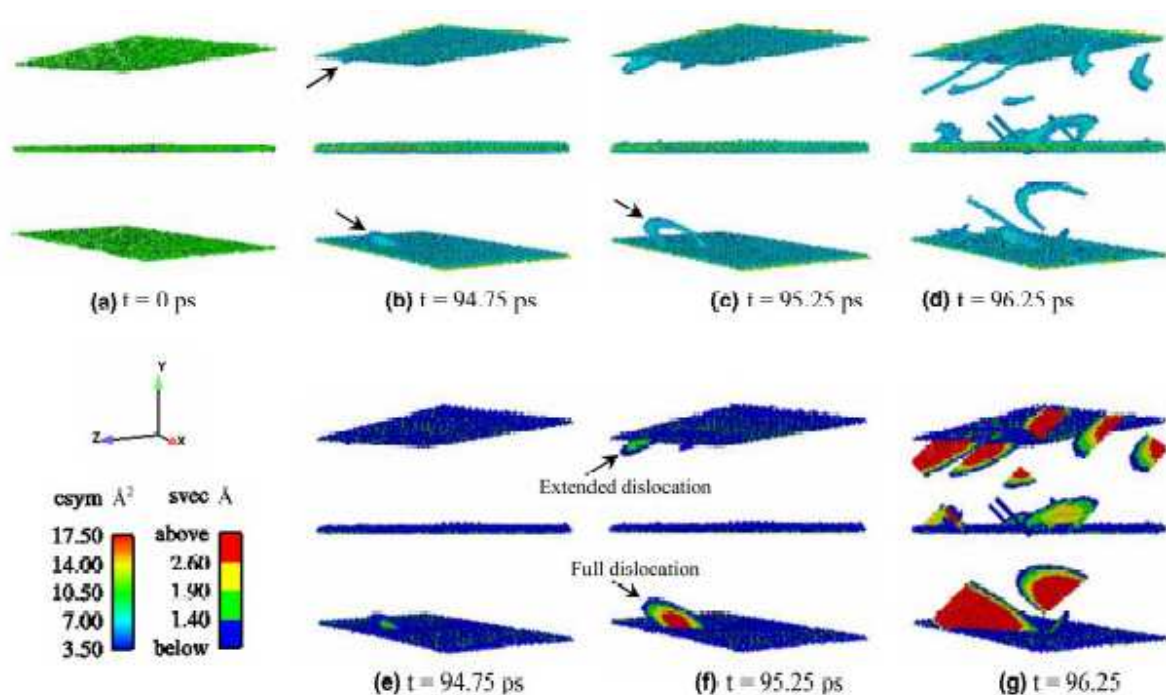 (a) t = 0 ps
(b) t = 94.75 ps
(c) t = 95.25 ps
(d) t = 96.25 ps
Y
Z
X
csym Å²
17.50
14.00
10.50
7.00
3.50
svec Å
above
2.60
1.90
1.40
below
Extended dislocation
Full dislocation
(e) t = 94.75 ps
(f) t = 95.25 ps
(g) t = 96.25